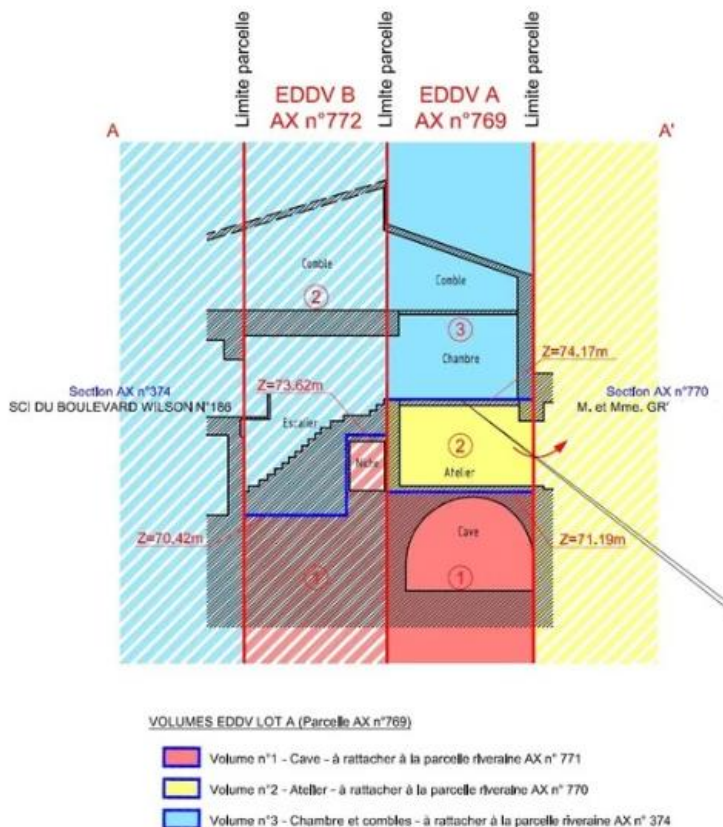 Limite parcelle
Limite parcelle
Limite parcelle
EDDV B
AX n°772
EDDV A
AX n°769
A
A'
Comble
2
Comble
3
Chambre
Z=74.17m
Section AX n°374
SCI DU BOULEVARD WILSON N°186
Z=73.62m
Section AX n°770
M. et Mme. GR'
Escalier
2
Niche
Atelier
Z=70.42m
Z=71.19m
Cave
1
1
VOLUMES EDDV LOT A (Parcelle AX n°769)
Volume n°1 - Cave - à rattacher à la parcelle riveraine AX n° 771
Volume n°2 - Atelier - à rattacher à la parcelle riveraine AX n° 770
Volume n°3 - Chambre et combles - à rattacher à la parcelle riveraine AX n° 374